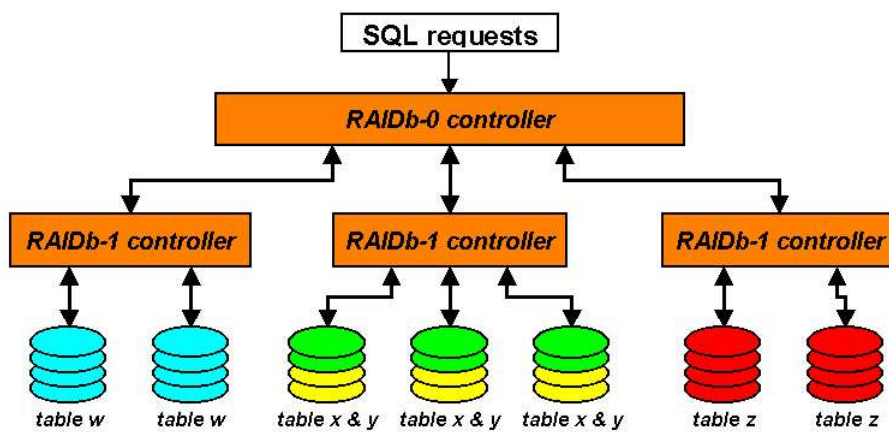 SQL requests
RAIDb-0 controller
RAIDb-1 controller
RAIDb-1 controller
RAIDb-1 controller
table w
table w
table x & y
table x & y
table x & y
table z
table z